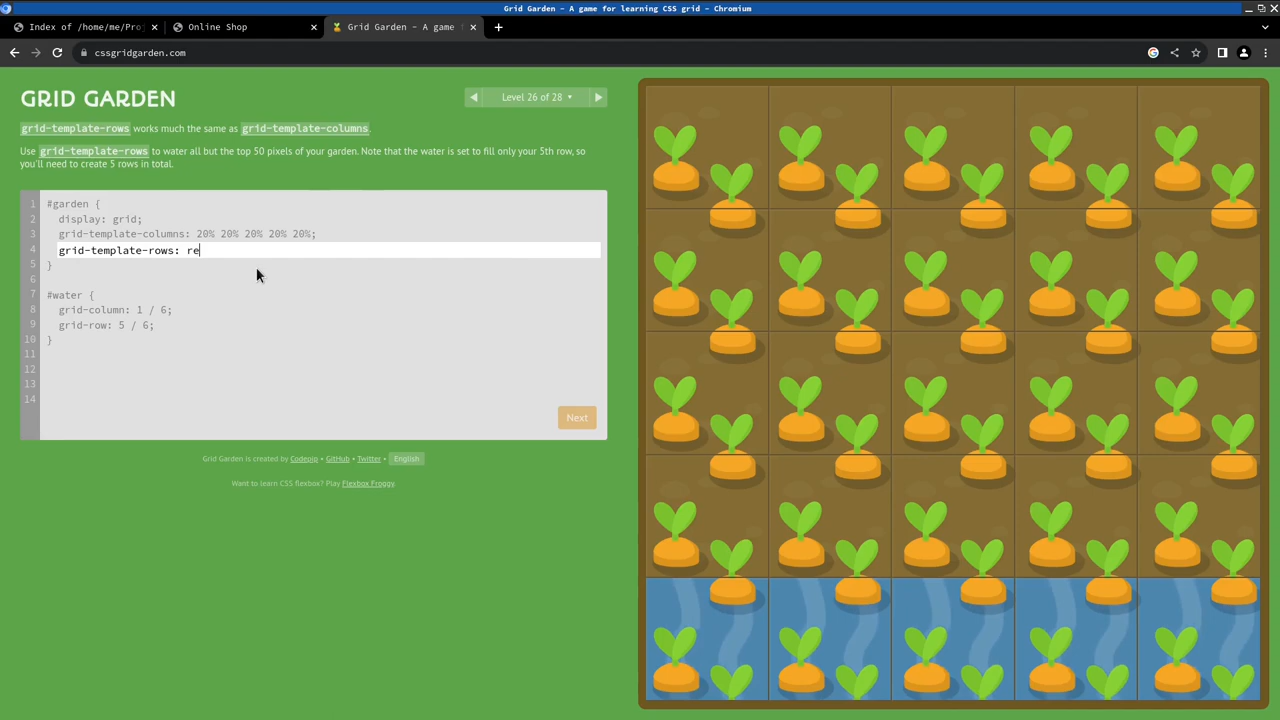 Grid Garden - A game for learning CSS grid - Chromium
Index of /home/me/Pro
Online Shop
Grid Garden - A game
cssgridgarden.com
GRID GARDEN
Level 26 of 28
grid-template-rows works much the same as grid-template-columns.
Use grid-template-rows to water all but the top 50 pixels of your garden. Note that the water is set to fill only your 5th row, so
you'll need to create 5 rows in total.
1 #garden {
2 display: grid;
3 grid-template-columns: 20% 20% 20% 20% 20%;
4 grid-template-rows: re
5 }
6
7 #water {
8 grid-column: 1 / 6;
9 grid-row: 5 / 6;
10 }
11
12
13
14
Next
Grid Garden is created by Codepip • GitHub • Twitter • English
Want to learn CSS flexbox? Play Flexbox Froggy.